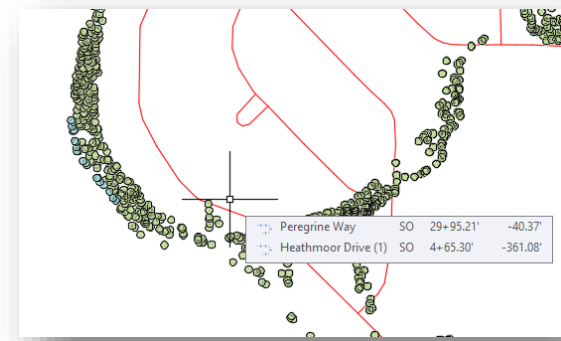 Peregrine Way SO 29+95.21' -40.37'
Heathmoor Drive (1) SO 4+65.30' -361.08'